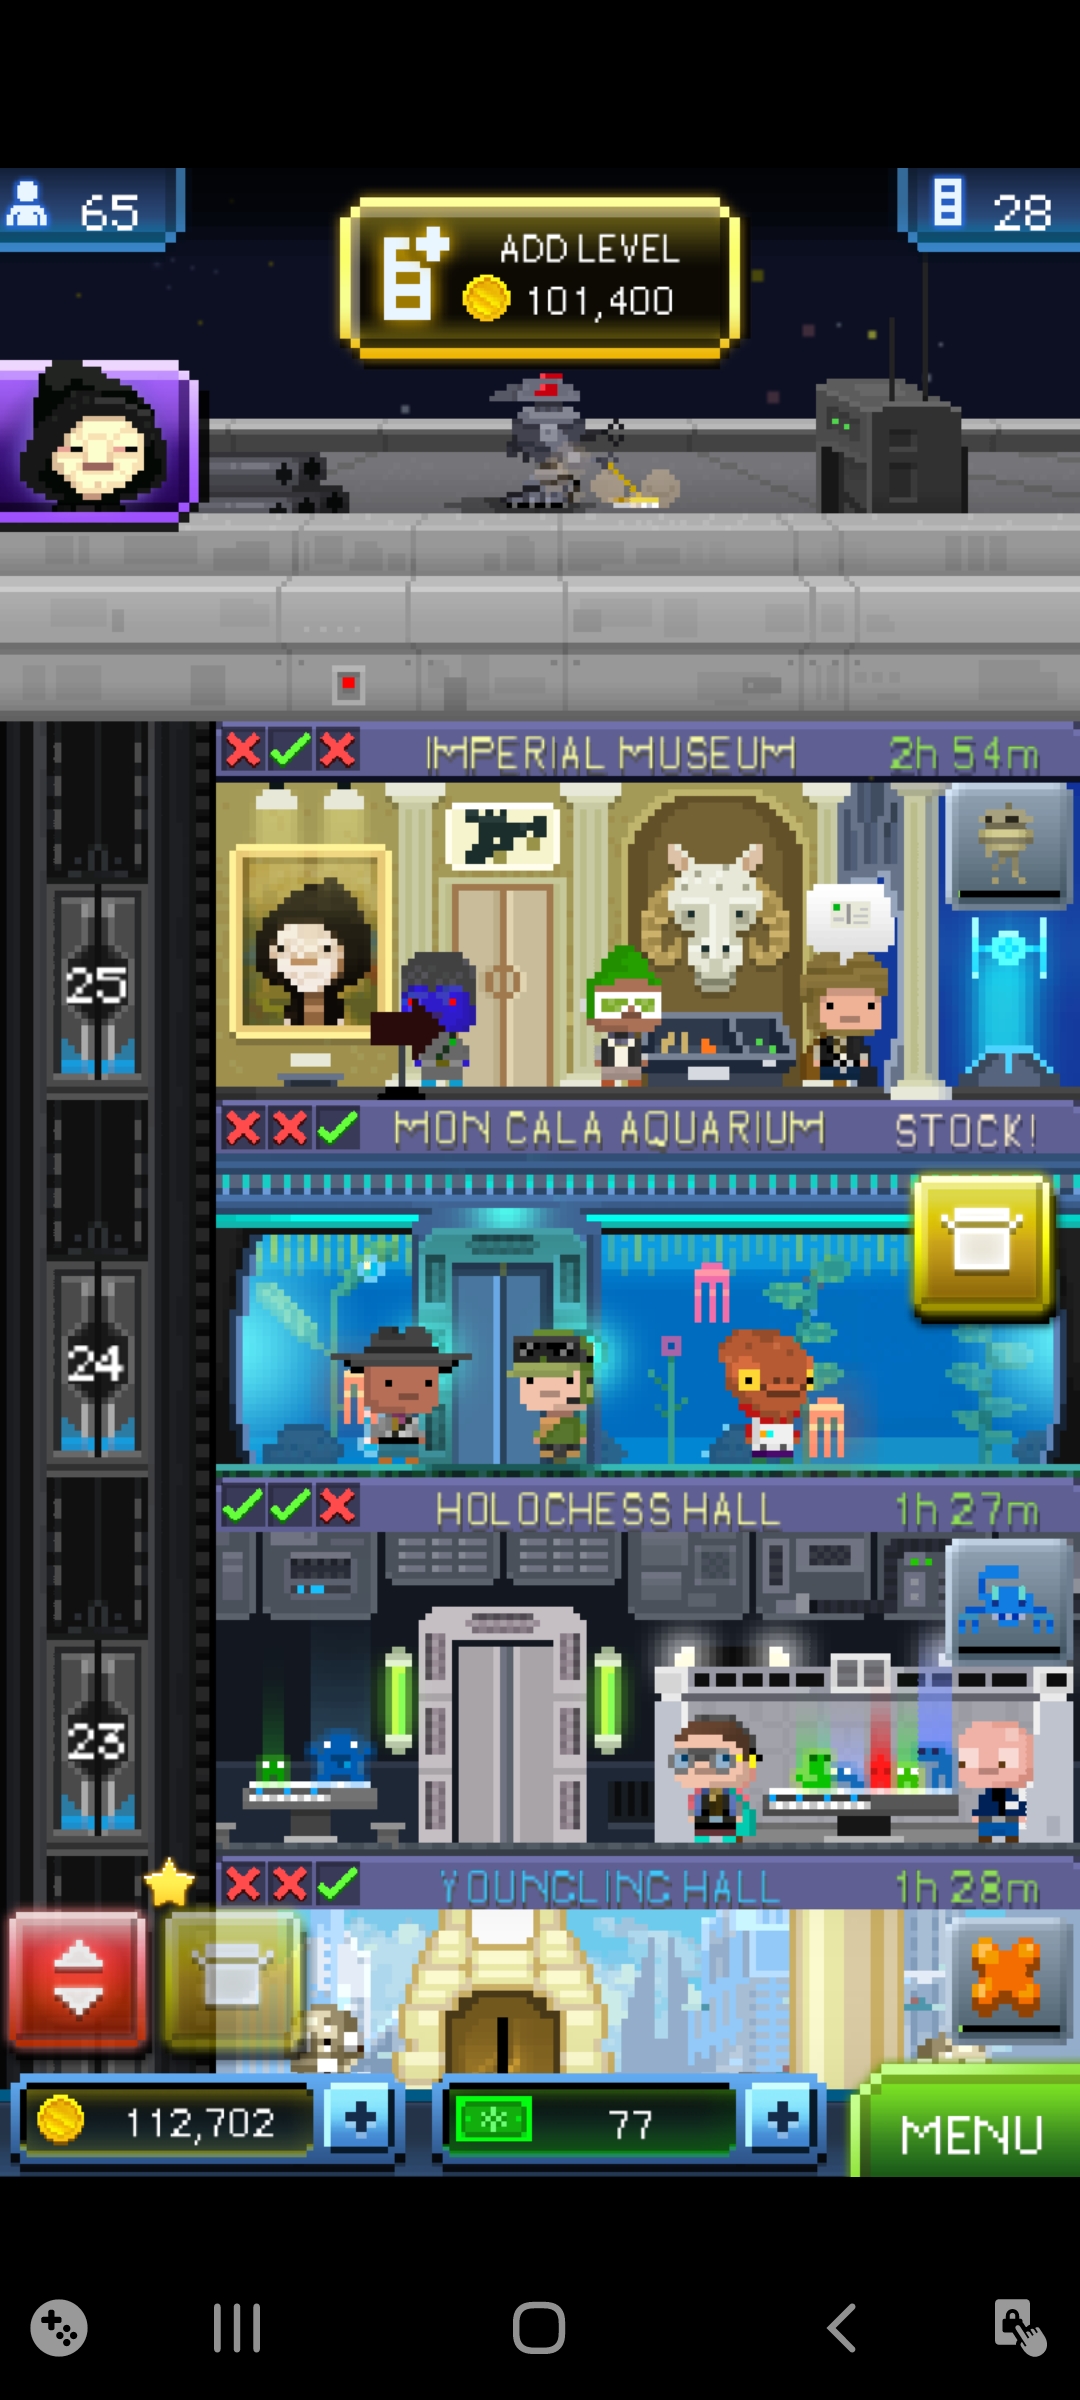 65
ADD LEVEL
101,400
28
IMPERIAL MUSEUM 2h 54m
25
MON CALA AQUARIUM STOCK!
24
HOLOCHESS HALL 1h 27m
23
YOUNGLING HALL 1h 28m
112,702
77
MENU